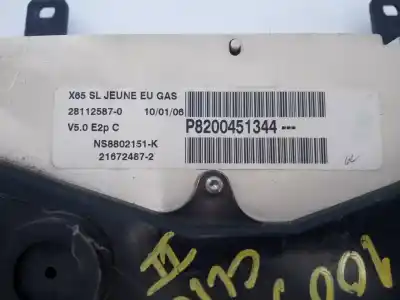 X65 SL JEUNE EU GAS
28112587-0 10/01/06
V5.0 E2p C
P8200451344---
NS8802151-K
21672487-2